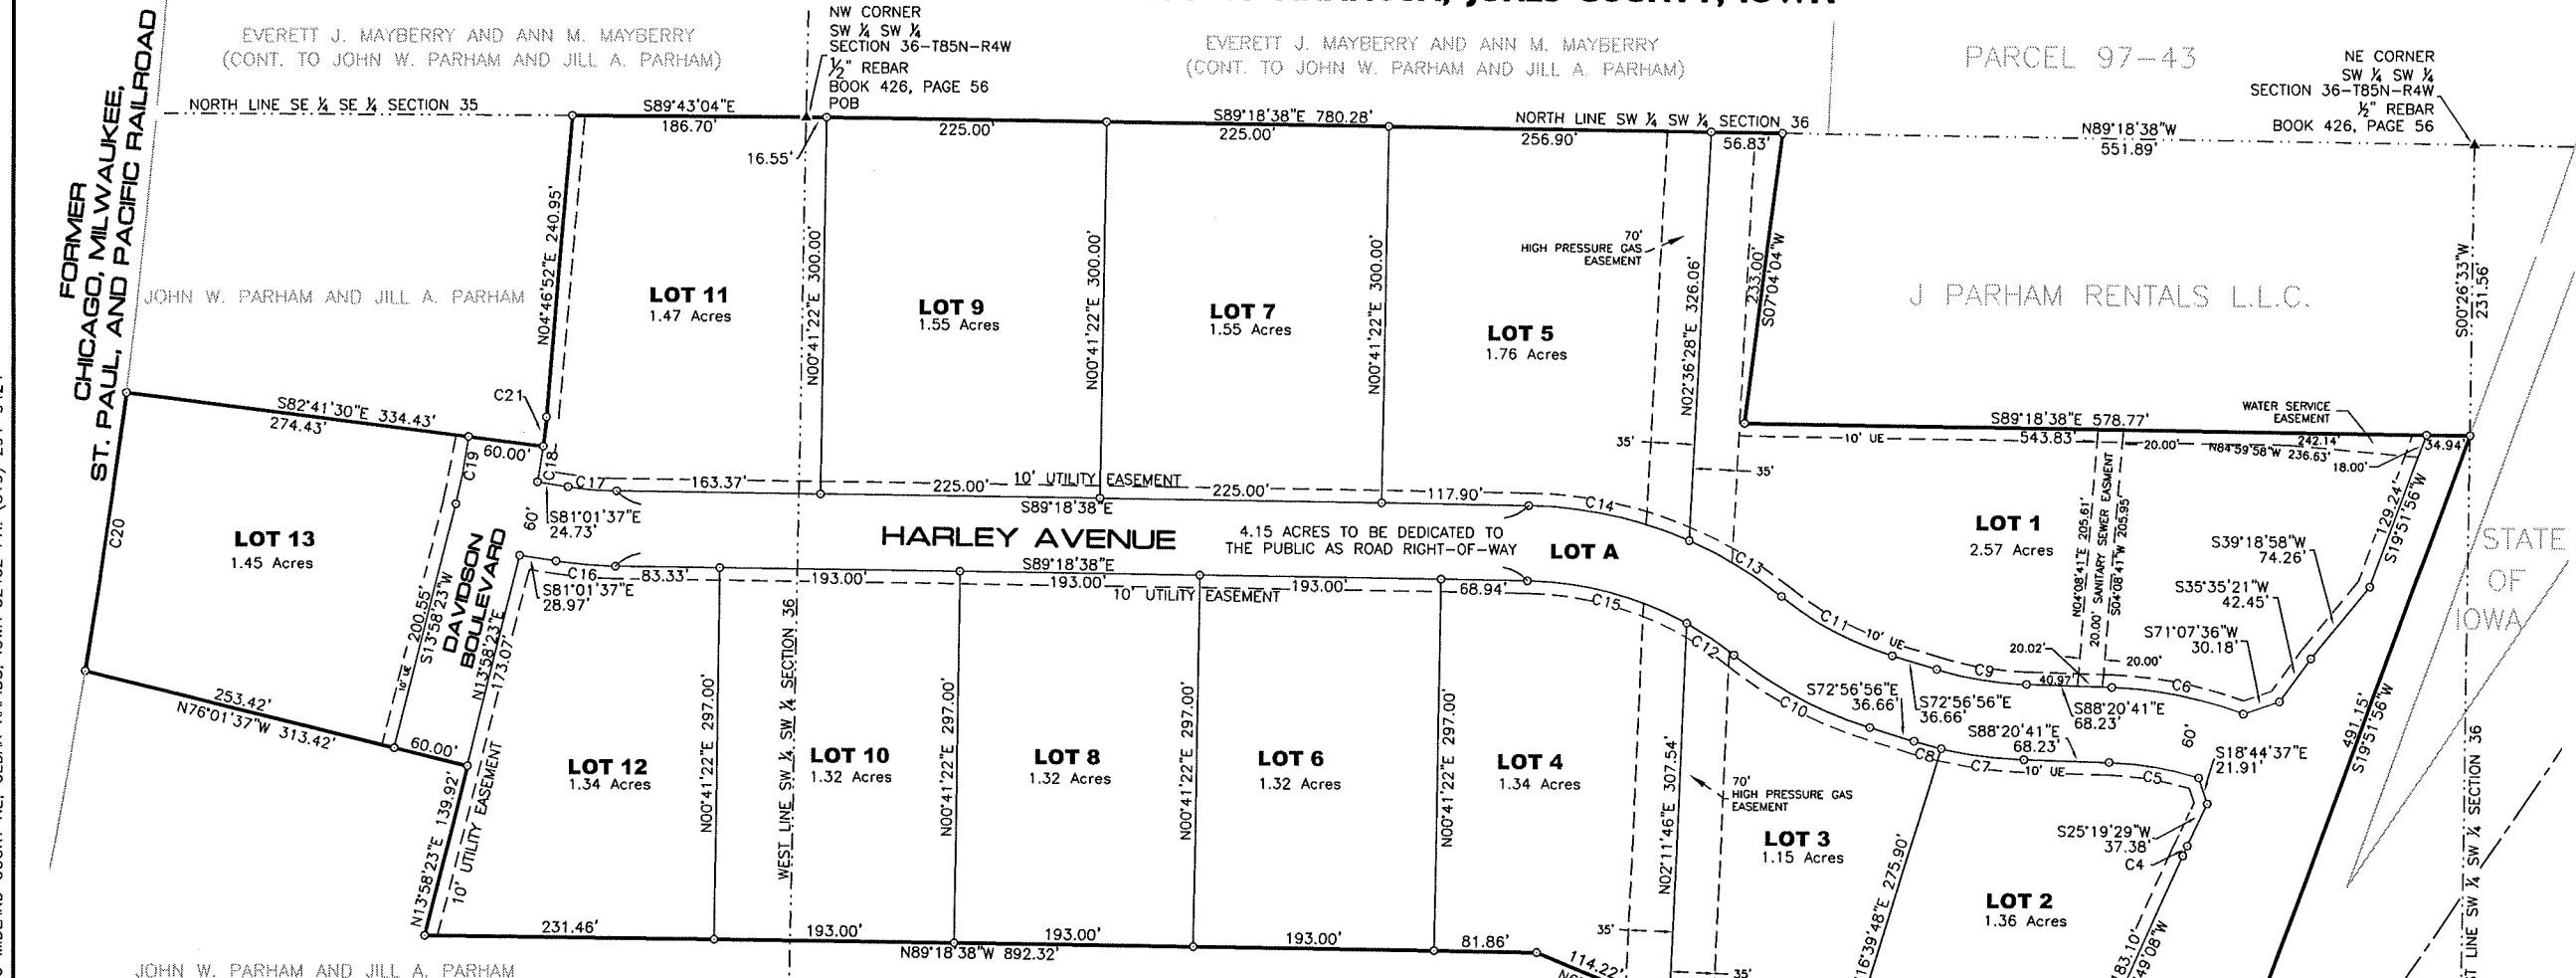 EVERETT J. MAYBERRY AND ANN M. MAYBERRY
(CONT. TO JOHN W. PARHAM AND JILL A. PARHAM)
NW CORNER
SW ¼ SW ¼
SECTION 36-T85N-R4W
½" REBAR
BOOK 426, PAGE 56
POB
EVERETT J. MAYBERRY AND ANN M. MAYBERRY
(CONT. TO JOHN W. PARHAM AND JILL A. PARHAM)
PARCEL 97-43
NE CORNER
SW ¼ SW ¼
SECTION 36-T85N-R4W
½" REBAR
BOOK 426, PAGE 56
FORMER
CHICAGO, MILWAUKEE,
ST. PAUL, AND PACIFIC RAILROAD
NORTH LINE SE ¼ SE ¼ SECTION 35
S89°43'04"E
186.70'
16.55'
225.00'
S89°18'38"E 780.28'
225.00'
NORTH LINE SW ¼ SW ¼ SECTION 36
256.90'
56.83'
N89°18'38"W
551.89'
JOHN W. PARHAM AND JILL A. PARHAM
N04°46'52"E 240.95'
LOT 11
1.47 Acres
N00°41'22"E 300.00'
LOT 9
1.55 Acres
N00°41'22"E 300.00'
LOT 7
1.55 Acres
N00°41'22"E 300.00'
LOT 5
1.76 Acres
70'
HIGH PRESSURE GAS
EASEMENT
N02°36'28"E 326.06'
233.00'
S07°04'04"W
J PARHAM RENTALS L.L.C.
S00°26'33"W
231.56'
C21
S82°41'30"E 334.43'
274.43'
60.00'
C18
C19
C20
LOT 13
1.45 Acres
10' UE
200.55'
S13°58'23"W
DAVIDSON
BOULEVARD
N13°58'23"E
173.07'
60'
C17
S81°01'37"E
24.73'
163.37'
225.00'
10' UTILITY EASEMENT
S89°18'38"E
225.00'
117.90'
C14
35'
35'
HARLEY AVENUE
4.15 ACRES TO BE DEDICATED TO
THE PUBLIC AS ROAD RIGHT-OF-WAY
LOT A
C13
C11
10' UE
S89°18'38"E 578.77'
10' UE
543.83'
WATER SERVICE
EASEMENT
20.00'
242.14'
N84°59'58"W 236.63'
18.00'
34.94'
LOT 1
2.57 Acres
N04°08'41"E 205.61'
20.00' SANITARY SEWER EASMENT
S04°08'41"W 205.95'
129.24'
S19°51'56"W
S39°18'58"W
74.26'
S35°35'21"W
42.45'
S71°07'36"W
30.18'
STATE
OF
IOWA
C16
S81°01'37"E
28.97'
83.33'
193.00'
S89°18'38"E
193.00'
10' UTILITY EASEMENT
193.00'
68.94'
C15
C12
C10
S72°56'56"E
36.66'
S72°56'56"E
36.66'
C9
20.02'
40.97'
20.00'
C6
S88°20'41"E
68.23'
S88°20'41"E
68.23'
C8
C7
10' UE
C5
60'
S18°44'37"E
21.91'
S25°19'29"W
37.38'
C4
491.15'
S19°51'56"W
253.42'
N76°01'37"W 313.42'
60.00'
N13°58'23"E 139.92'
10' UTILITY EASEMENT
LOT 12
1.34 Acres
N00°41'22"E 297.00'
WEST LINE SW ¼ SW ¼ SECTION 36
LOT 10
1.32 Acres
N00°41'22"E 297.00'
LOT 8
1.32 Acres
N00°41'22"E 297.00'
LOT 6
1.32 Acres
N00°41'22"E 297.00'
LOT 4
1.34 Acres
N02°11'46"E 307.54'
70'
HIGH PRESSURE GAS
EASEMENT
LOT 3
1.15 Acres
16°39'48"E 275.90'
LOT 2
1.36 Acres
LINE SW ¼ SW ¼ SECTION 36
231.46'
193.00'
N89°18'38"W 892.32'
193.00'
193.00'
81.86'
114.22'
35'
35'
83.10'
49'08"W
JOHN W. PARHAM AND JILL A. PARHAM